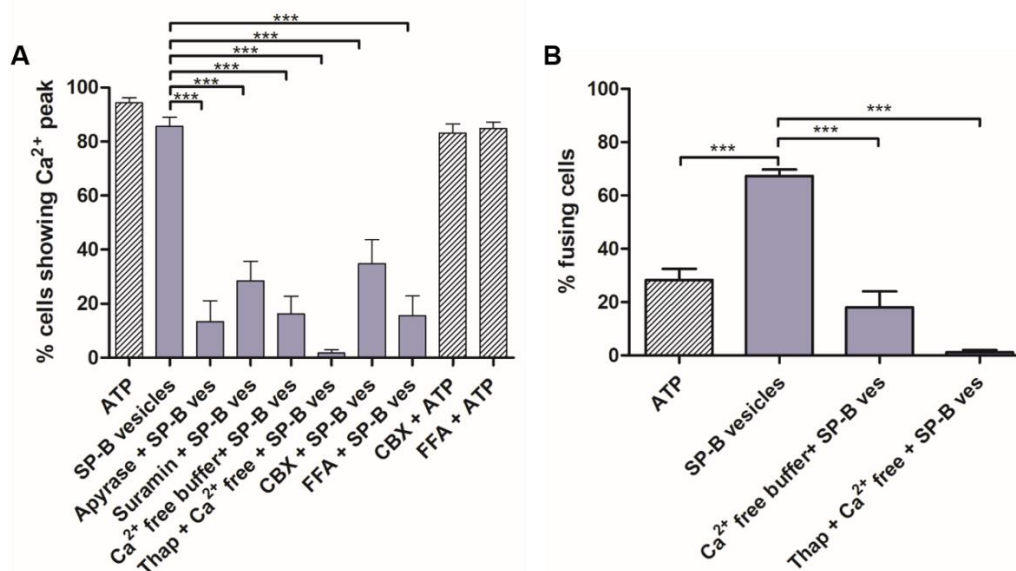 A
% cells showing Ca²⁺ peak
100
80
60
40
20
0
***
***
***
***
***
***
ATP
SP-B vesicles
Apyrase + SP-B ves
Suramin + SP-B ves
Ca²⁺ free buffer+ SP-B ves
Thap + Ca²⁺ free + SP-B ves
CBX + SP-B ves
FFA + SP-B ves
CBX + ATP
FFA + ATP
B
% fusing cells
100
80
60
40
20
0
***
***
***
ATP
SP-B vesicles
Ca²⁺ free buffer+ SP-B ves
Thap + Ca²⁺ free + SP-B ves